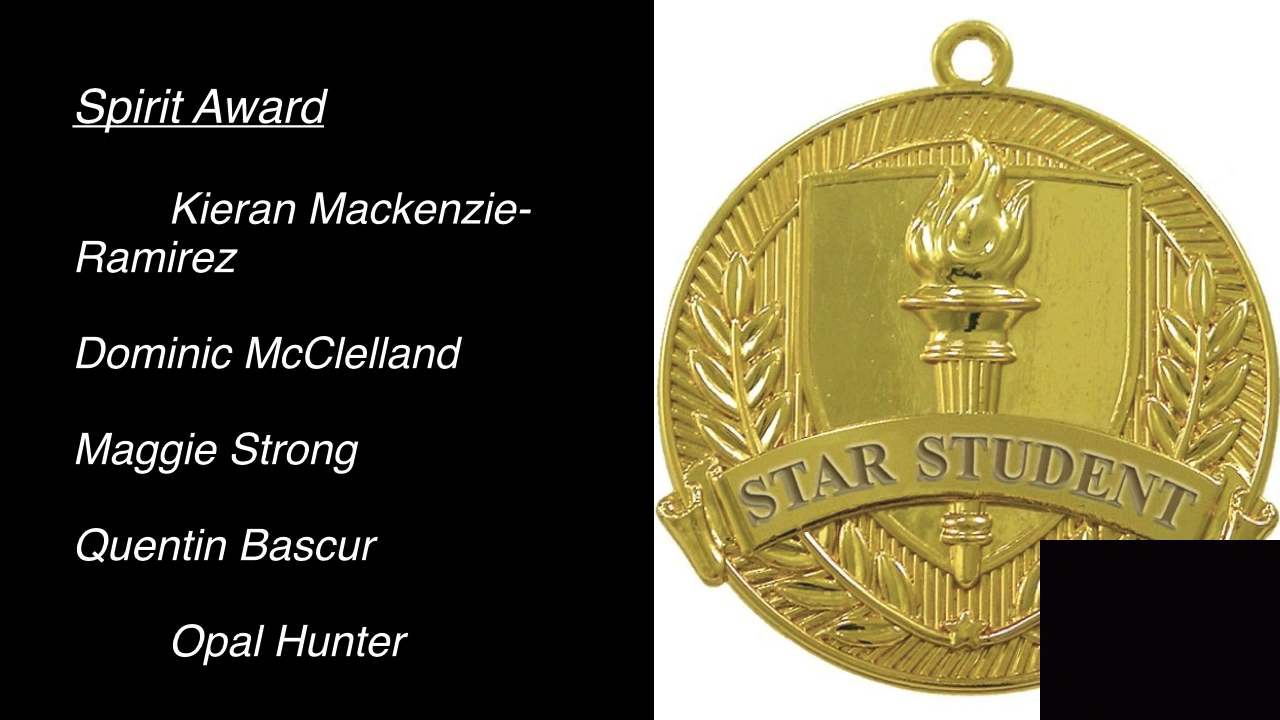 Spirit Award
Kieran Mackenzie-
Ramirez
Dominic McClelland
Maggie Strong
Quentin Bascur
Opal Hunter
STAR STUDENT